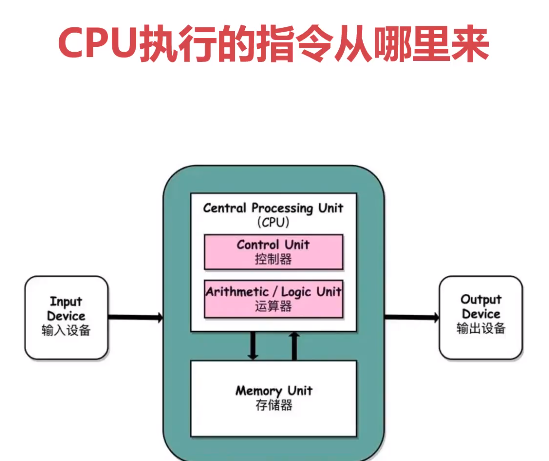 CPU执行的指令从哪里来
Central Processing Unit
（CPU）
Control Unit
控制器
Arithmetic / Logic Unit
运算器
Input
Device
输入设备
Output
Device
输出设备
Memory Unit
存储器